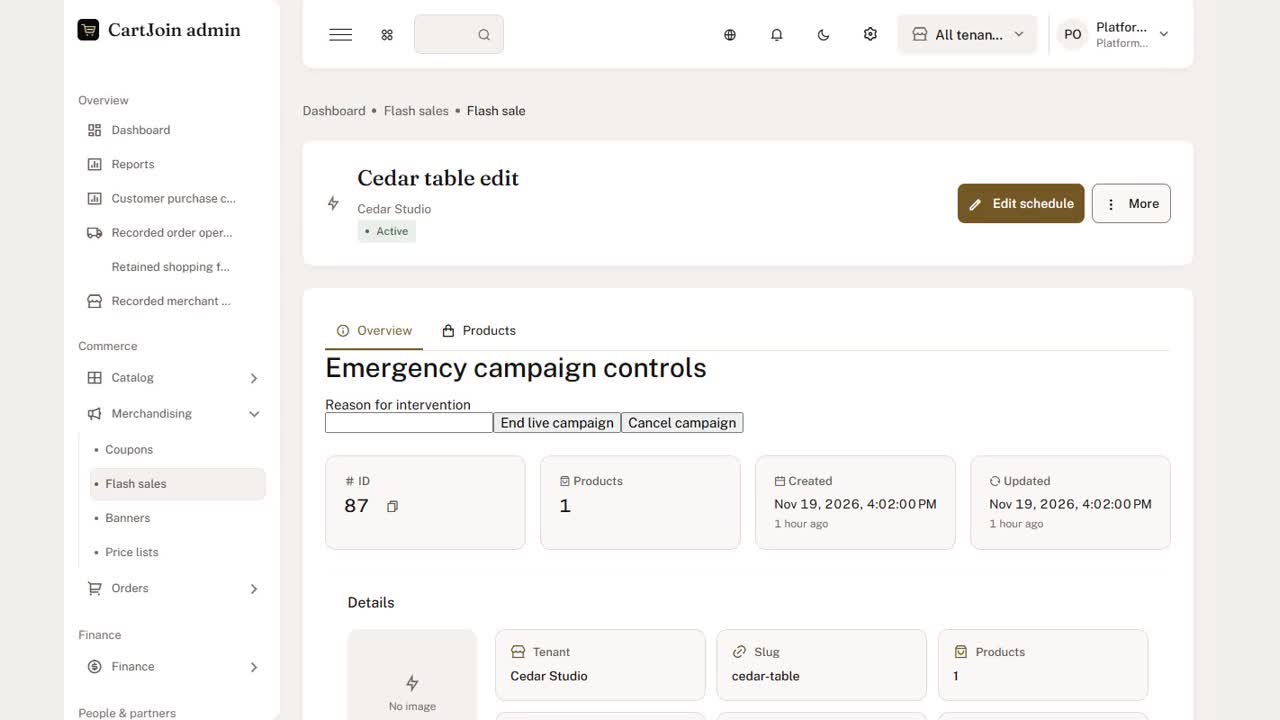 CartJoin admin
Overview
Dashboard
Reports
Customer purchase c...
Recorded order oper...
Retained shopping f...
Recorded merchant ...
Commerce
Catalog
Merchandising
Coupons
Flash sales
Banners
Price lists
Orders
Finance
Finance
People & partners
All tenan...
PO
Platfor...
Platform...
Dashboard • Flash sales • Flash sale
Cedar table edit
Cedar Studio
Active
Edit schedule
More
Overview
Products
Emergency campaign controls
Reason for intervention
End live campaign
Cancel campaign
# ID
87
Products
1
Created
Nov 19, 2026, 4:02:00 PM
1 hour ago
Updated
Nov 19, 2026, 4:02:00 PM
1 hour ago
Details
No image
Tenant
Cedar Studio
Slug
cedar-table
Products
1